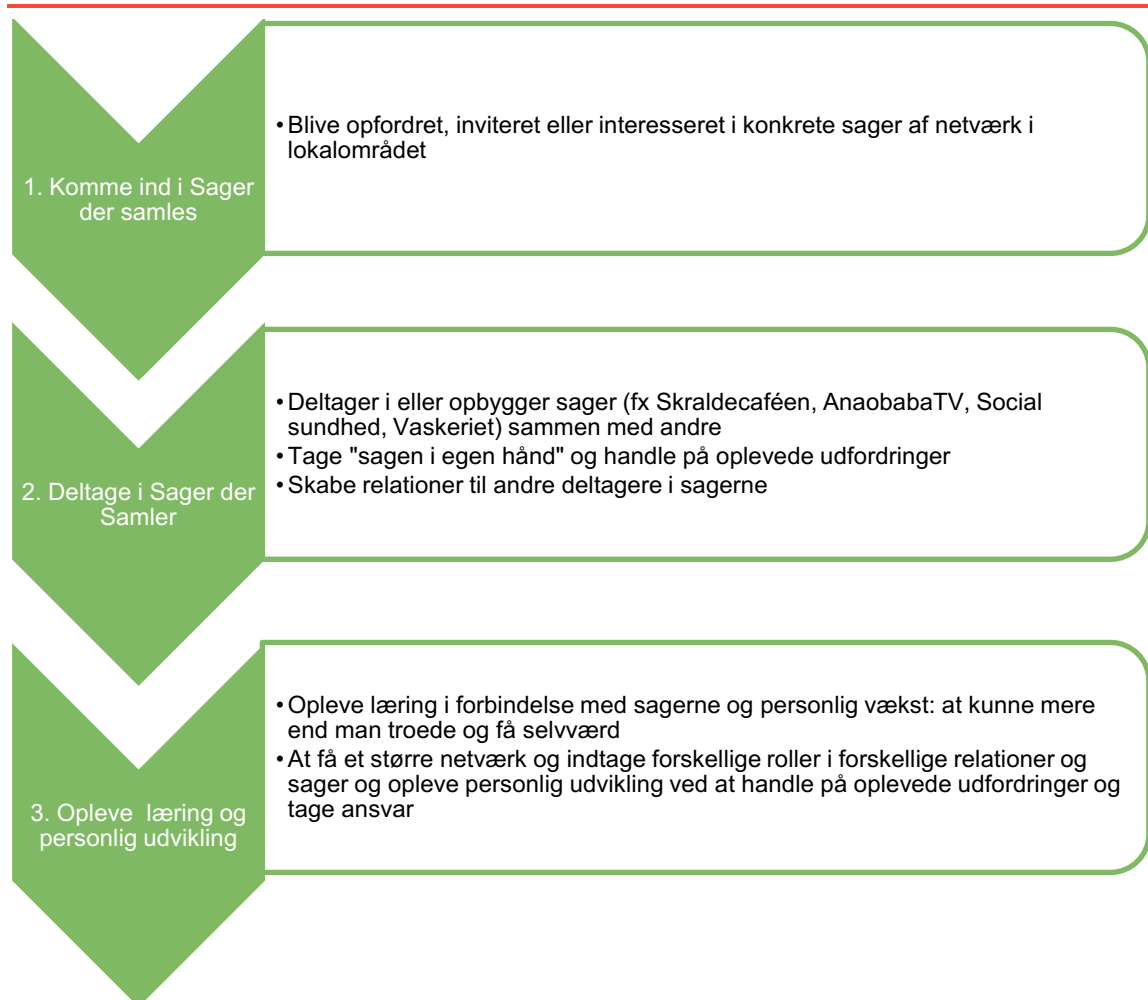 1. Komme ind i Sager
der samles
•Blive opfordret, inviteret eller interesseret i konkrete sager af netværk i
lokalområdet
2. Deltage i Sager der
Samler
•Deltager i eller opbygger sager (fx Skraldecaféen, AnaobabaTV, Social
sundhed, Vaskeriet) sammen med andre
•Tage "sagen i egen hånd" og handle på oplevede udfordringer
•Skabe relationer til andre deltagere i sagerne
3. Opleve læring og
personlig udvikling
•Opleve læring i forbindelse med sagerne og personlig vækst: at kunne mere
end man troede og få selvværd
•At få et større netværk og indtage forskellige roller i forskellige relationer og
sager og opleve personlig udvikling ved at handle på oplevede udfordringer og
tage ansvar